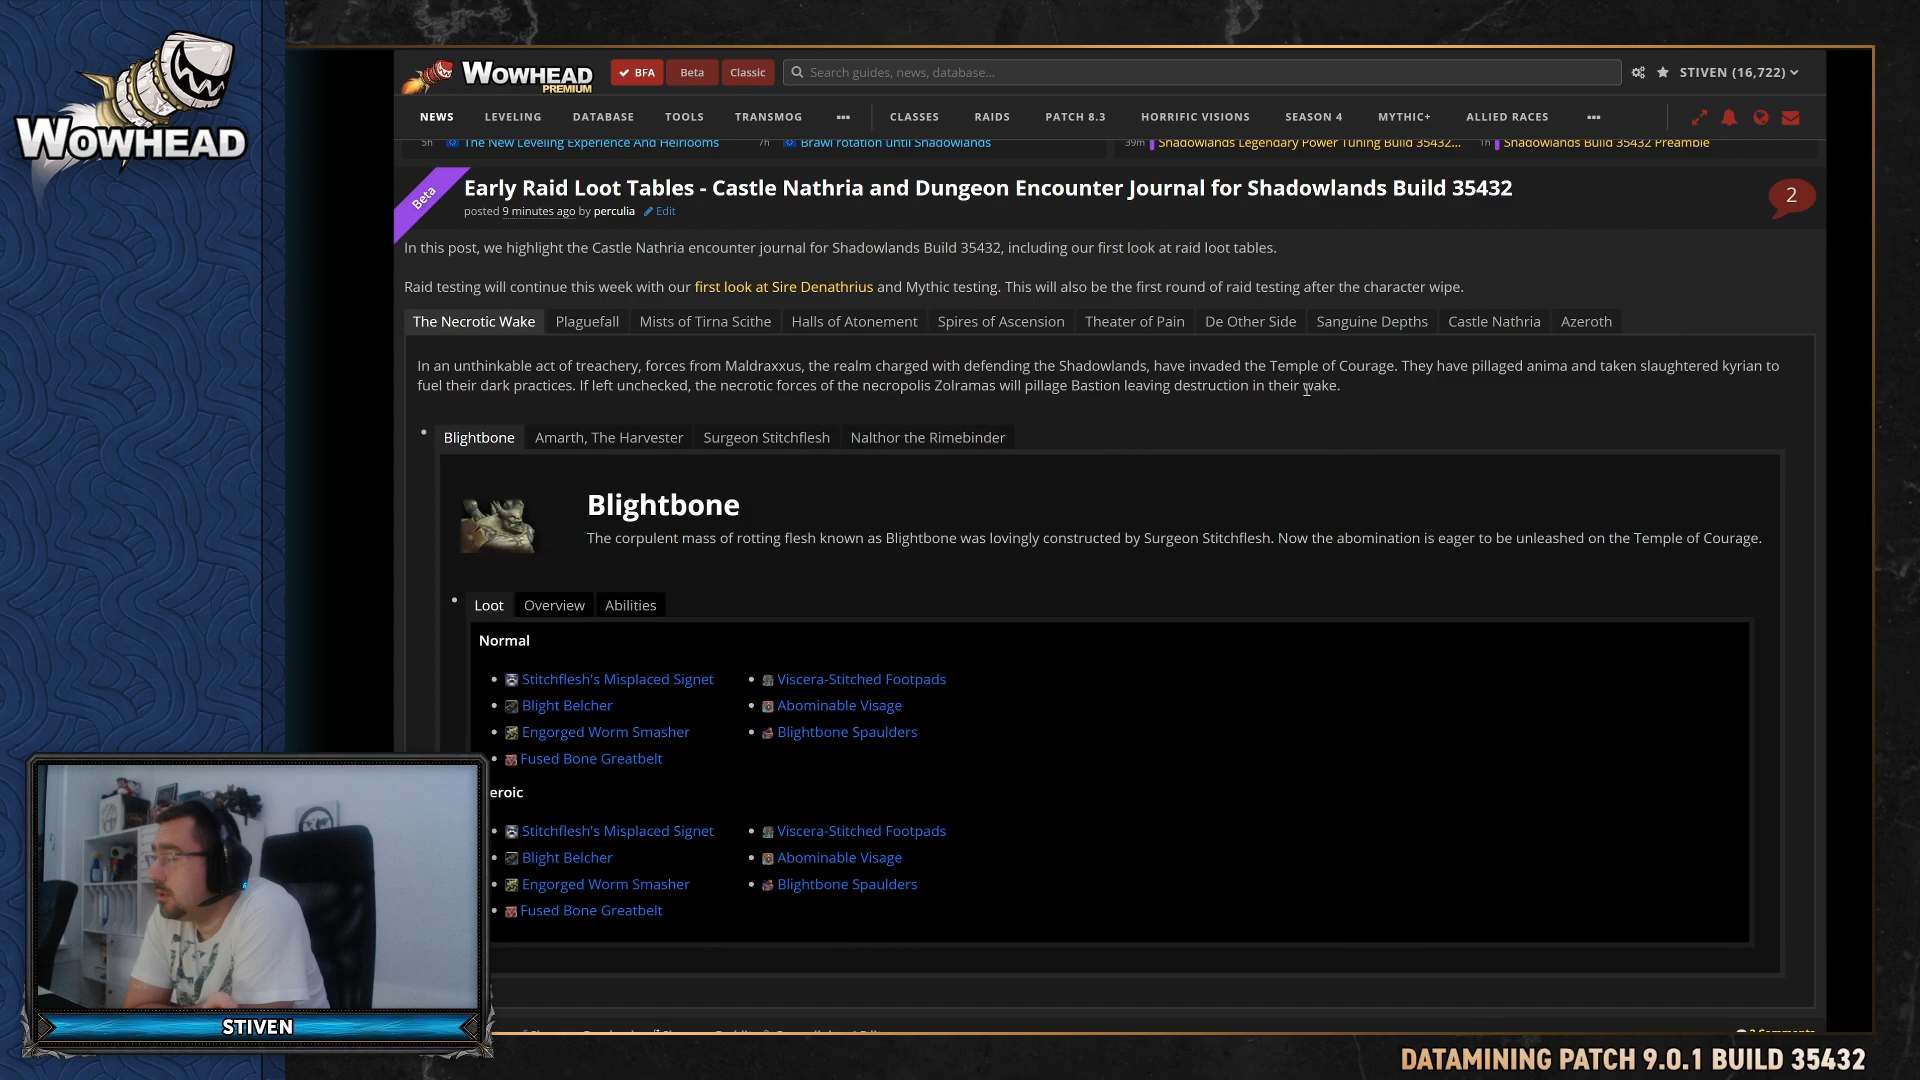 WOWHEAD
WOWHEAD
PREMIUM
BFA
Beta
Classic
Search guides, news, database...
STIVEN (16,722)
NEWS
LEVELING
DATABASE
TOOLS
TRANSMOG
CLASSES
RAIDS
PATCH 8.3
HORRIFIC VISIONS
SEASON 4
MYTHIC+
ALLIED RACES
5h The New Leveling Experience And Heirlooms
7h Brawl rotation until Shadowlands
39m Shadowlands Legendary Power Tuning Build 35432...
1h Shadowlands Build 35432 Preamble
Beta
Early Raid Loot Tables - Castle Nathria and Dungeon Encounter Journal for Shadowlands Build 35432
2
posted 9 minutes ago by perculia Edit
In this post, we highlight the Castle Nathria encounter journal for Shadowlands Build 35432, including our first look at raid loot tables.
Raid testing will continue this week with our first look at Sire Denathrius and Mythic testing. This will also be the first round of raid testing after the character wipe.
The Necrotic Wake
Plaguefall
Mists of Tirna Scithe
Halls of Atonement
Spires of Ascension
Theater of Pain
De Other Side
Sanguine Depths
Castle Nathria
Azeroth
In an unthinkable act of treachery, forces from Maldraxxus, the realm charged with defending the Shadowlands, have invaded the Temple of Courage. They have pillaged anima and taken slaughtered kyrian to
fuel their dark practices. If left unchecked, the necrotic forces of the necropolis Zolramas will pillage Bastion leaving destruction in their wake.
Blightbone
Amarth, The Harvester
Surgeon Stitchflesh
Nalthor the Rimebinder
Blightbone
The corpulent mass of rotting flesh known as Blightbone was lovingly constructed by Surgeon Stitchflesh. Now the abomination is eager to be unleashed on the Temple of Courage.
Loot
Overview
Abilities
Normal
Stitchflesh's Misplaced Signet
Viscera-Stitched Footpads
Blight Belcher
Abominable Visage
Engorged Worm Smasher
Blightbone Spaulders
Fused Bone Greatbelt
eroic
Stitchflesh's Misplaced Signet
Viscera-Stitched Footpads
Blight Belcher
Abominable Visage
Engorged Worm Smasher
Blightbone Spaulders
Fused Bone Greatbelt
STIVEN
DATAMINING PATCH 9.0.1 BUILD 35432